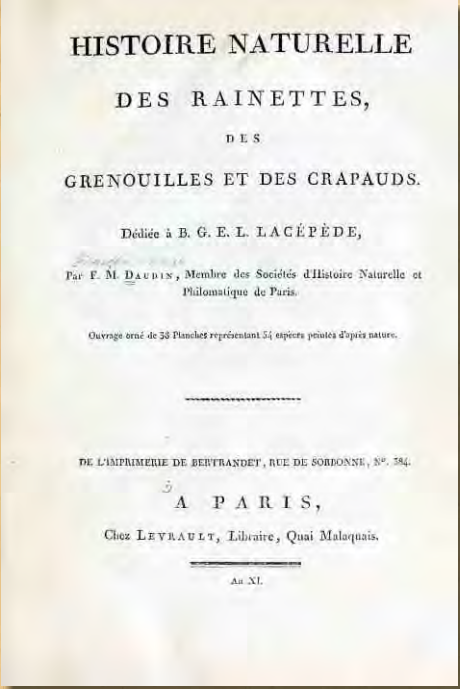 HISTOIRE NATURELLE
DES RAINETTES,
DES
GRENOUILLES ET DES CRAPAUDS.
Dédiée à B. G. E. L. LACÉPÈDE,
Par F. M. DAUDIN, Membre des Sociétés d'Histoire Naturelle et
Philomatique de Paris.
Ouvrage orné de 38 Planches représentant 54 espèces peintes d'après nature.
DE L'IMPRIMERIE DE BERTRANDET, RUE DE SORBONNE, Nº. 384.
A PARIS,
Chez LEVRAULT, Libraire, Quai Malaquais.
An XI.